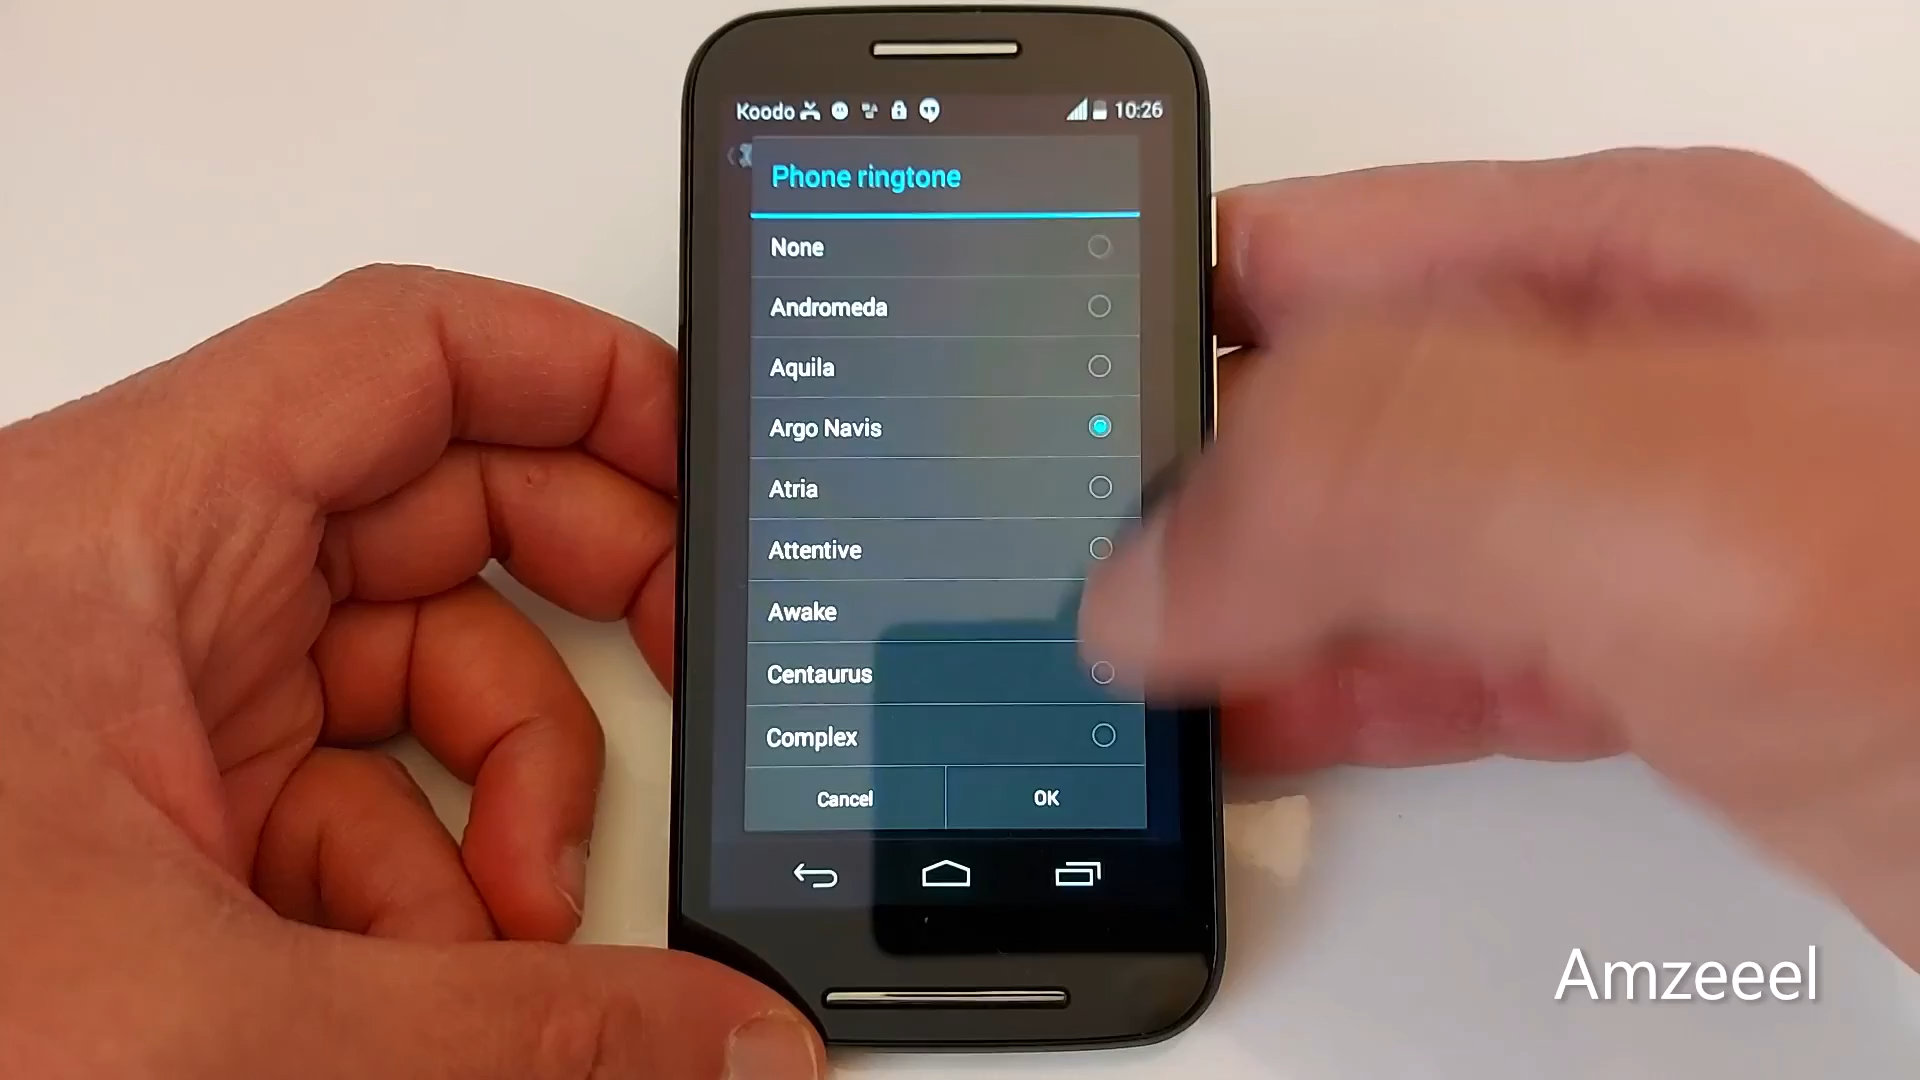 Koodo 10:26
Phone ringtone
None
Andromeda
Aquila
Argo Navis
Atria
Attentive
Awake
Centaurus
Complex
Cancel OK
Amzeeel